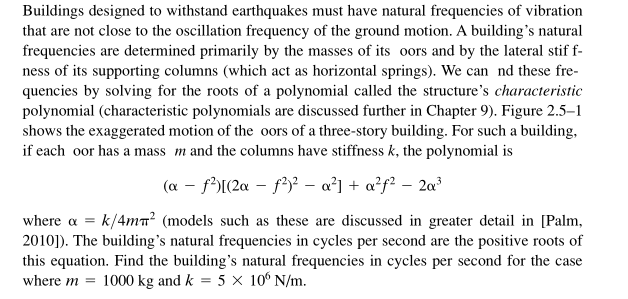 Buildings designed to withstand earthquakes must have natural frequencies of vibration
that are not close to the oscillation frequency of the ground motion. A building's natural
frequencies are determined primarily by the masses of its oors and by the lateral stif f-
ness of its supporting columns (which act as horizontal springs). We can nd these fre-
quencies by solving for the roots of a polynomial called the structure's characteristic
polynomial (characteristic polynomials are discussed further in Chapter 9). Figure 2.5–1
shows the exaggerated motion of the oors of a three-story building. For such a building,
if each oor has a mass m and the columns have stiffness k, the polynomial is
(α − f²)[(2α − f²)² − α²] + α²f² − 2α³
where α = k/4mπ² (models such as these are discussed in greater detail in [Palm,
2010]). The building's natural frequencies in cycles per second are the positive roots of
this equation. Find the building's natural frequencies in cycles per second for the case
where m = 1000 kg and k = 5 × 10⁶ N/m.